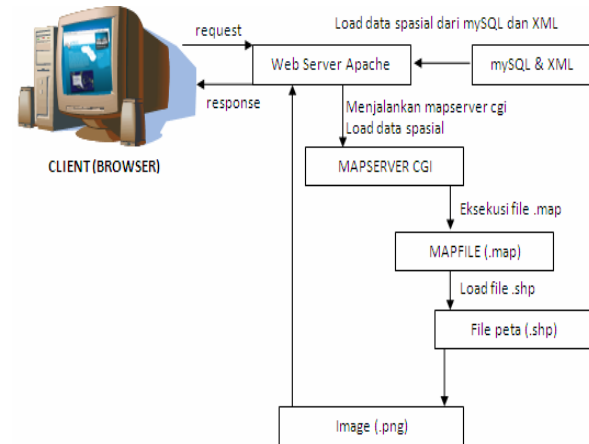 request
Load data spasial dari mySQL dan XML
Web Server Apache
mySQL & XML
response
Menjalankan mapserver cgi
Load data spasial
CLIENT (BROWSER)
MAPSERVER CGI
Eksekusi file .map
MAPFILE (.map)
Load file .shp
File peta (.shp)
Image (.png)